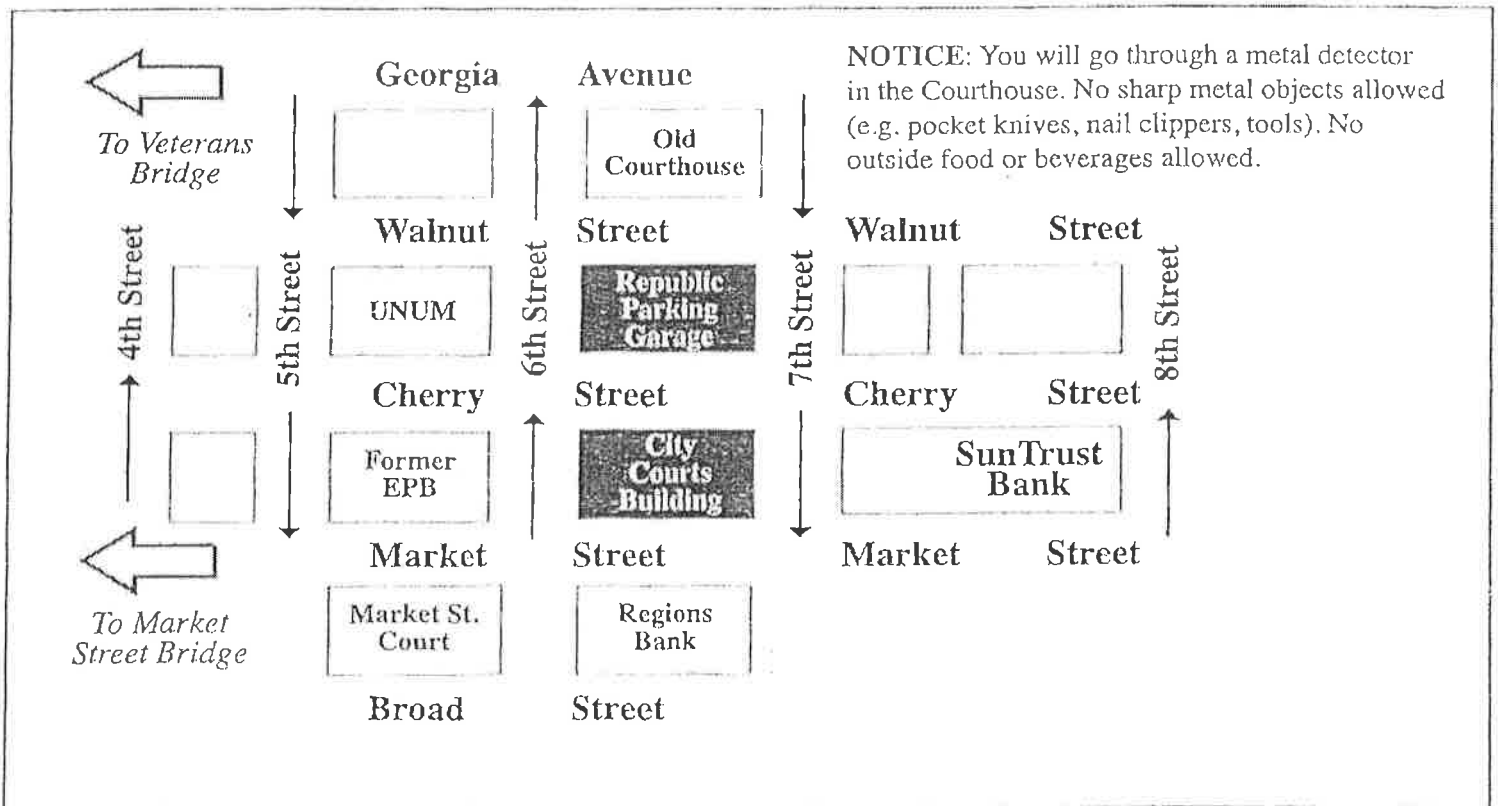 NOTICE: You will go through a metal detector
in the Courthouse. No sharp metal objects allowed
(e.g. pocket knives, nail clippers, tools). No
outside food or beverages allowed.
Georgia Avenue
To Veterans
Bridge
Old
Courthouse
Walnut Street
Walnut Street
4th Street
5th Street
UNUM
6th Street
Republic
Parking
Garage
7th Street
8th Street
Cherry Street
Cherry Street
Former
EPB
City
Courts
Building
SunTrust
Bank
Market Street
Market Street
To Market
Street Bridge
Market St.
Court
Regions
Bank
Broad Street